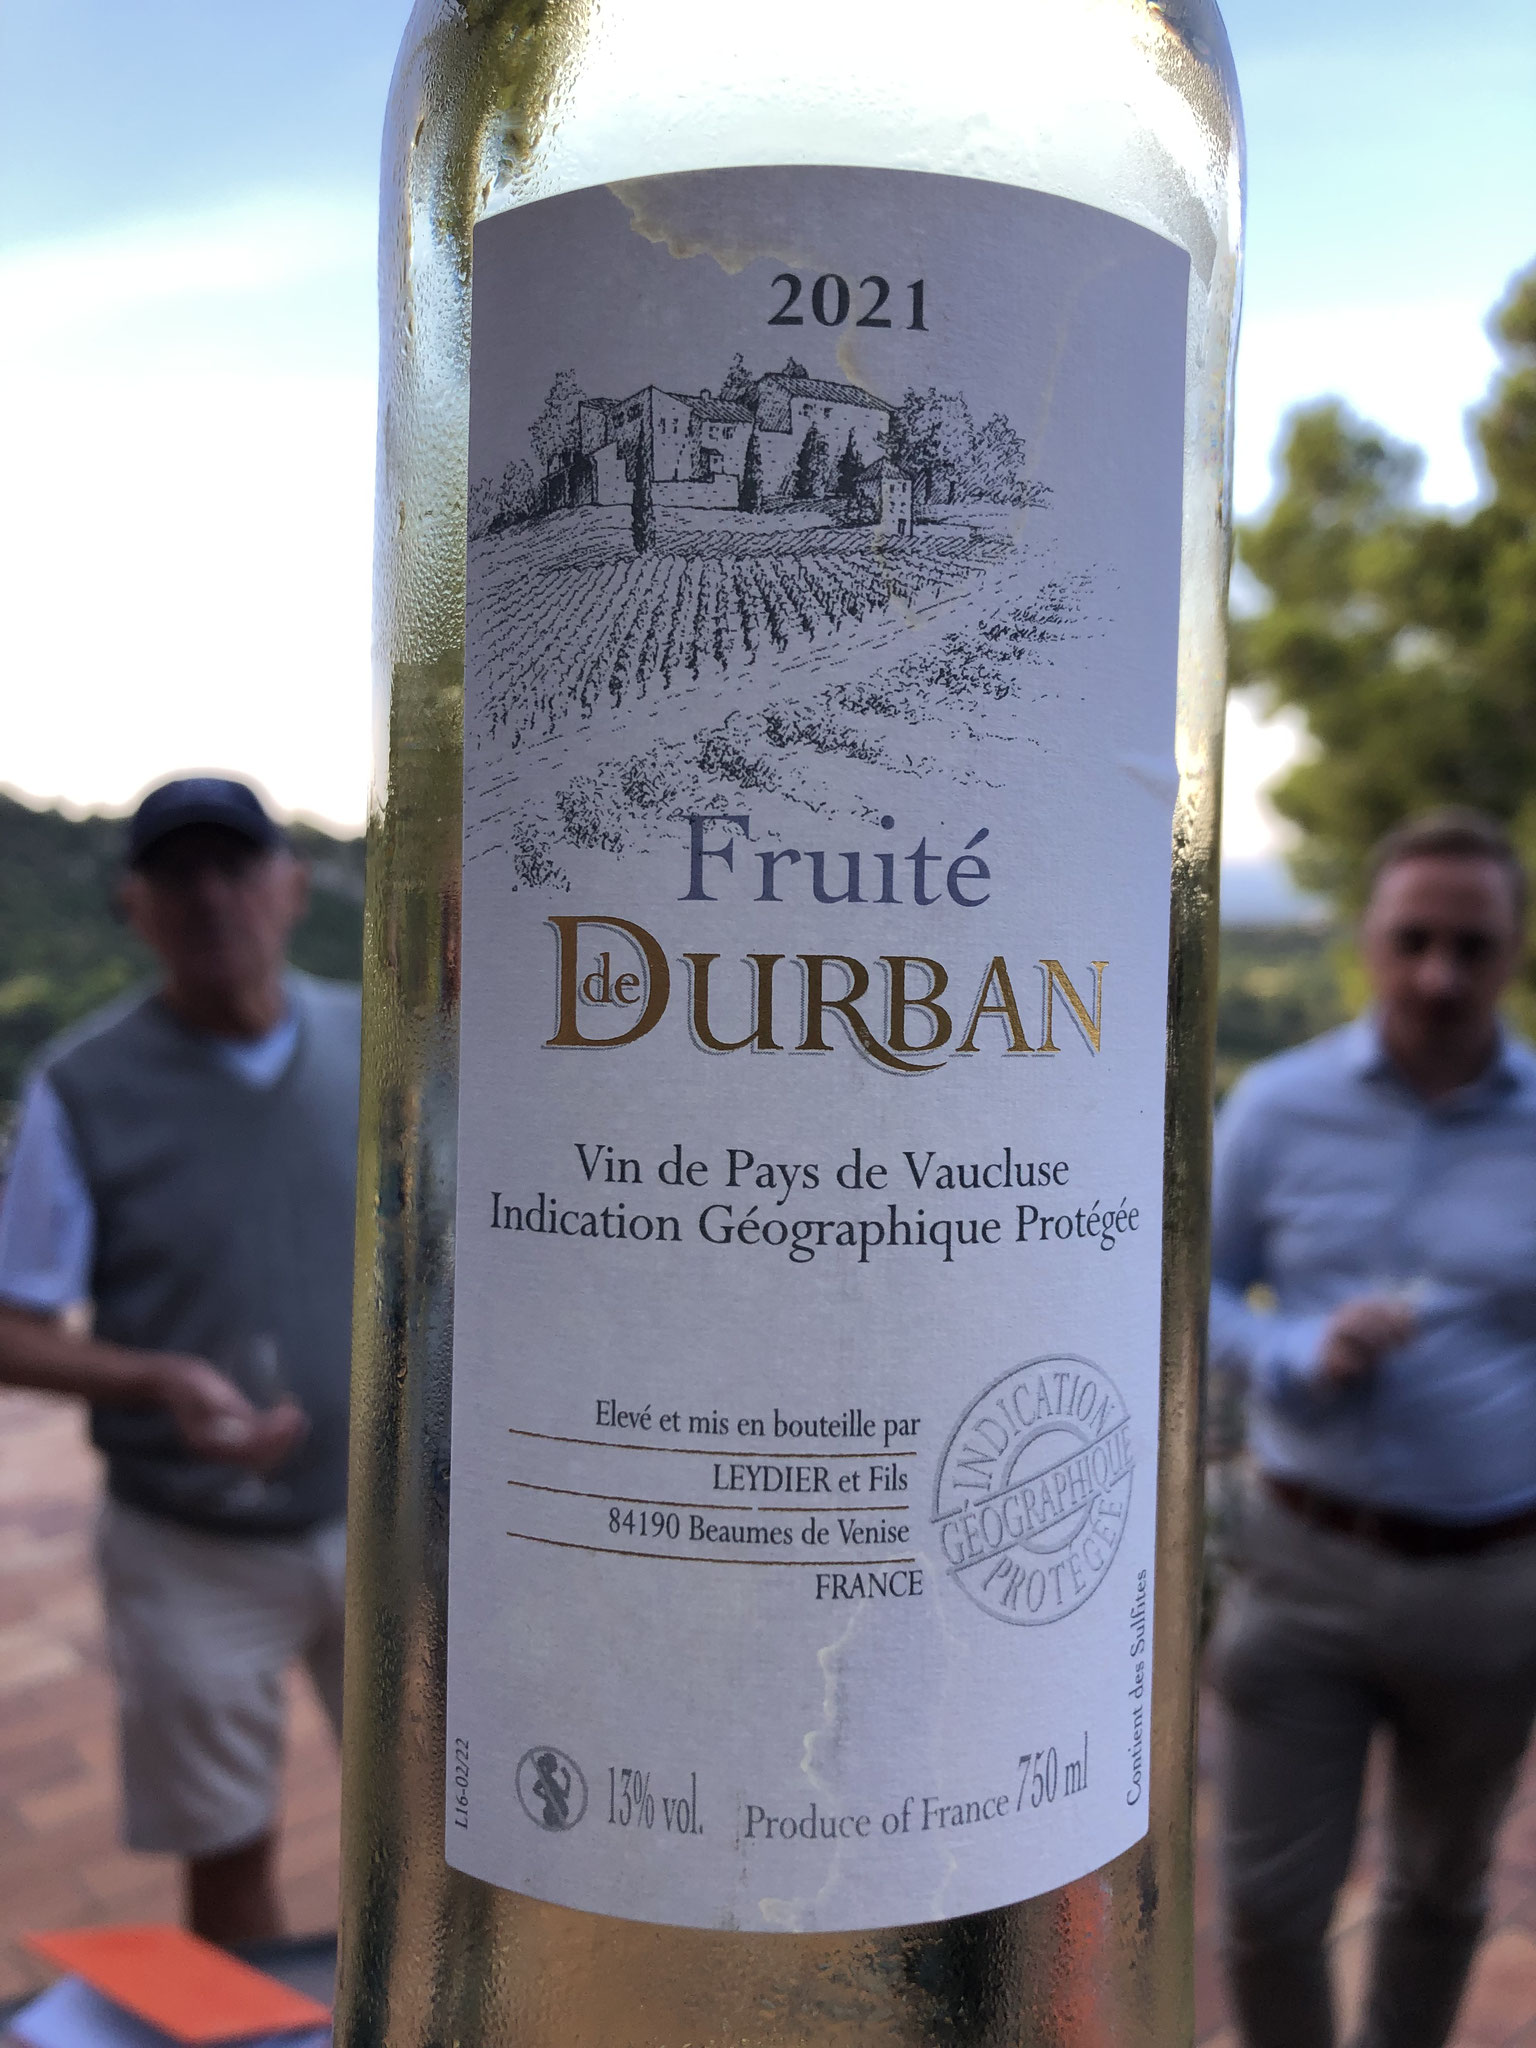 2021
Fruité
de DURBAN
Vin de Pays de Vaucluse
Indication Géographique Protégée
Elevé et mis en bouteille par
LEYDIER et Fils
84190 Beaumes de Venise
FRANCE
INDICATION
GÉOGRAPHIQUE
PROTÉGÉE
Contient des Sulfites
L16-02/22
13% vol. Produce of France 750 ml